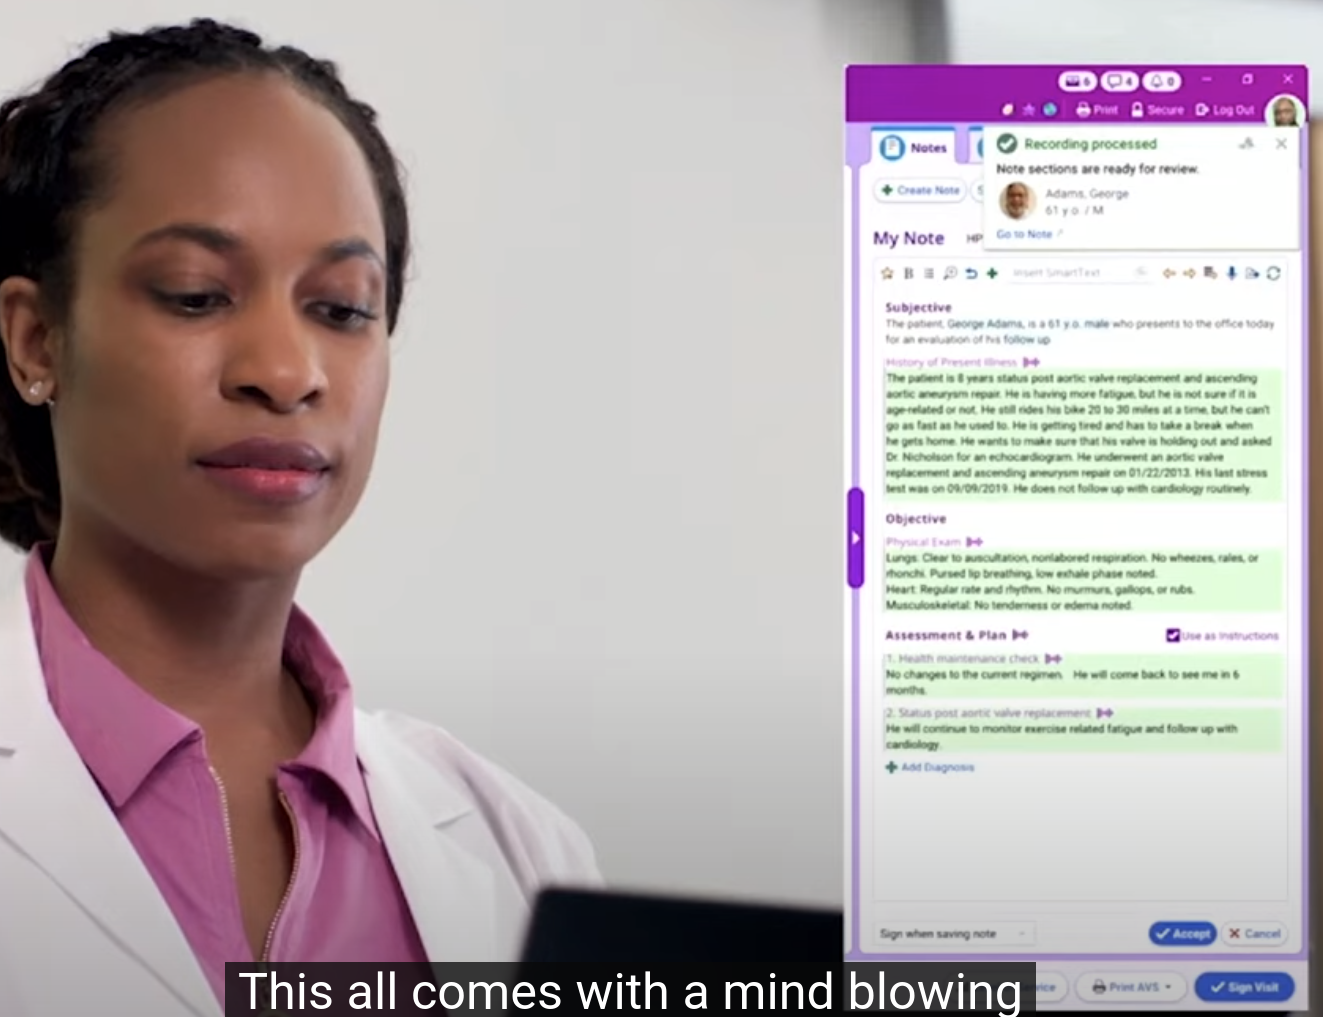 6 4 0
Print Secure Log Out
Notes
Recording processed
Note sections are ready for review.
Create Note
Adams, George
61 y.o. / M
Go to Note
My Note HP
B Insert SmartText
Subjective
The patient, George Adams, is a 61 y.o. male who presents to the office today
for an evaluation of his follow up
History of Present Illness
The patient is 8 years status post aortic valve replacement and ascending
aortic aneurysm repair. He is having more fatigue, but he is not sure if it is
age-related or not. He still rides his bike 20 to 30 miles at a time, but he can't
go as fast as he used to. He is getting tired and has to take a break when
he gets home. He wants to make sure that his valve is holding out and asked
Dr. Nicholson for an echocardiogram. He underwent an aortic valve
replacement and ascending aneurysm repair on 01/22/2013. His last stress
test was on 09/09/2019. He does not follow up with cardiology routinely.
Objective
Physical Exam
Lungs: Clear to auscultation, nonlabored respiration. No wheezes, rales, or
rhonchi. Pursed lip breathing, low exhale phase noted.
Heart: Regular rate and rhythm. No murmurs, gallops, or rubs.
Musculoskeletal: No tenderness or edema noted.
Assessment & Plan Use as Instructions
1. Health maintenance check
No changes to the current regimen. He will come back to see me in 6
months.
2. Status post aortic valve replacement
He will continue to monitor exercise related fatigue and follow up with
cardiology.
Add Diagnosis
Sign when saving note Accept Cancel
Print AVS Sign Visit
This all comes with a mind blowing